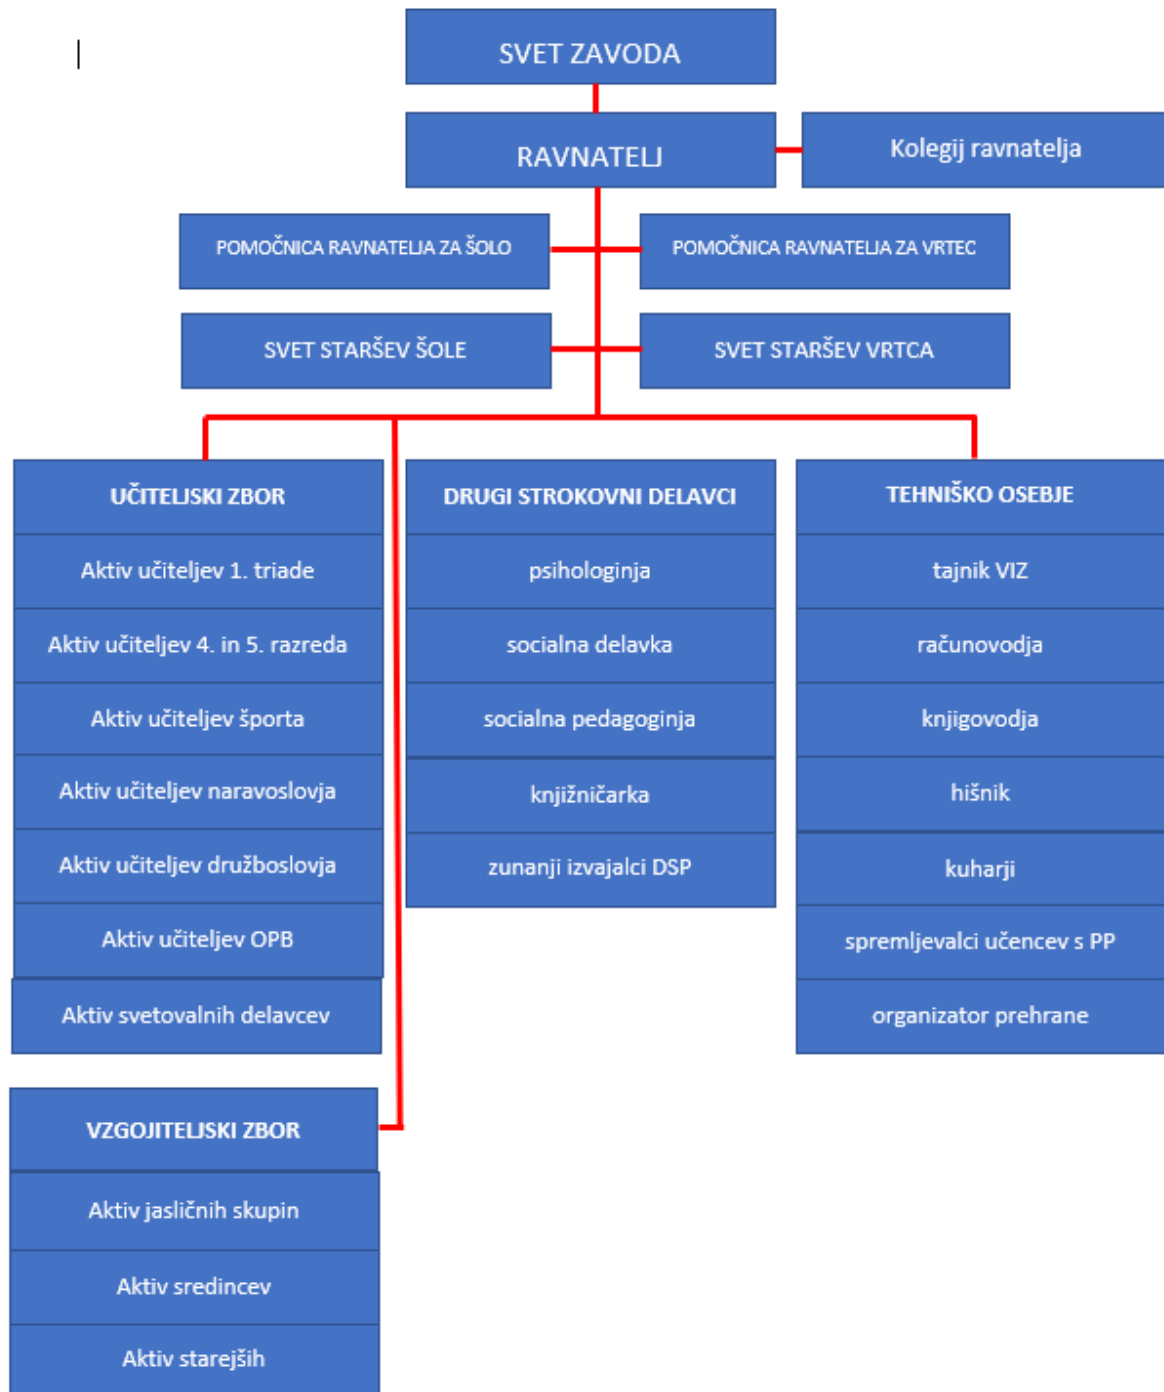 SVET ZAVODA
RAVNATELJ
Kolegij ravnatelja
POMOČNICA RAVNATELJA ZA ŠOLO
POMOČNICA RAVNATELJA ZA VRTEC
SVET STARŠEV ŠOLE
SVET STARŠEV VRTCA
UČITELJSKI ZBOR
Aktiv učiteljev 1. triade
Aktiv učiteljev 4. in 5. razreda
Aktiv učiteljev športa
Aktiv učiteljev naravoslovja
Aktiv učiteljev družboslovja
Aktiv učiteljev OPB
Aktiv svetovalnih delavcev
DRUGI STROKOVNI DELAVCI
psihologinja
socialna delavka
socialna pedagoginja
knjižničarka
zunanji izvajalci DSP
TEHNIŠKO OSEBJE
tajnik VIZ
računovodja
knjigovodja
hišnik
kuharji
spremljevalci učencev s PP
organizator prehrane
VZGOJITELJSKI ZBOR
Aktiv jasličnih skupin
Aktiv sredincev
Aktiv starejših